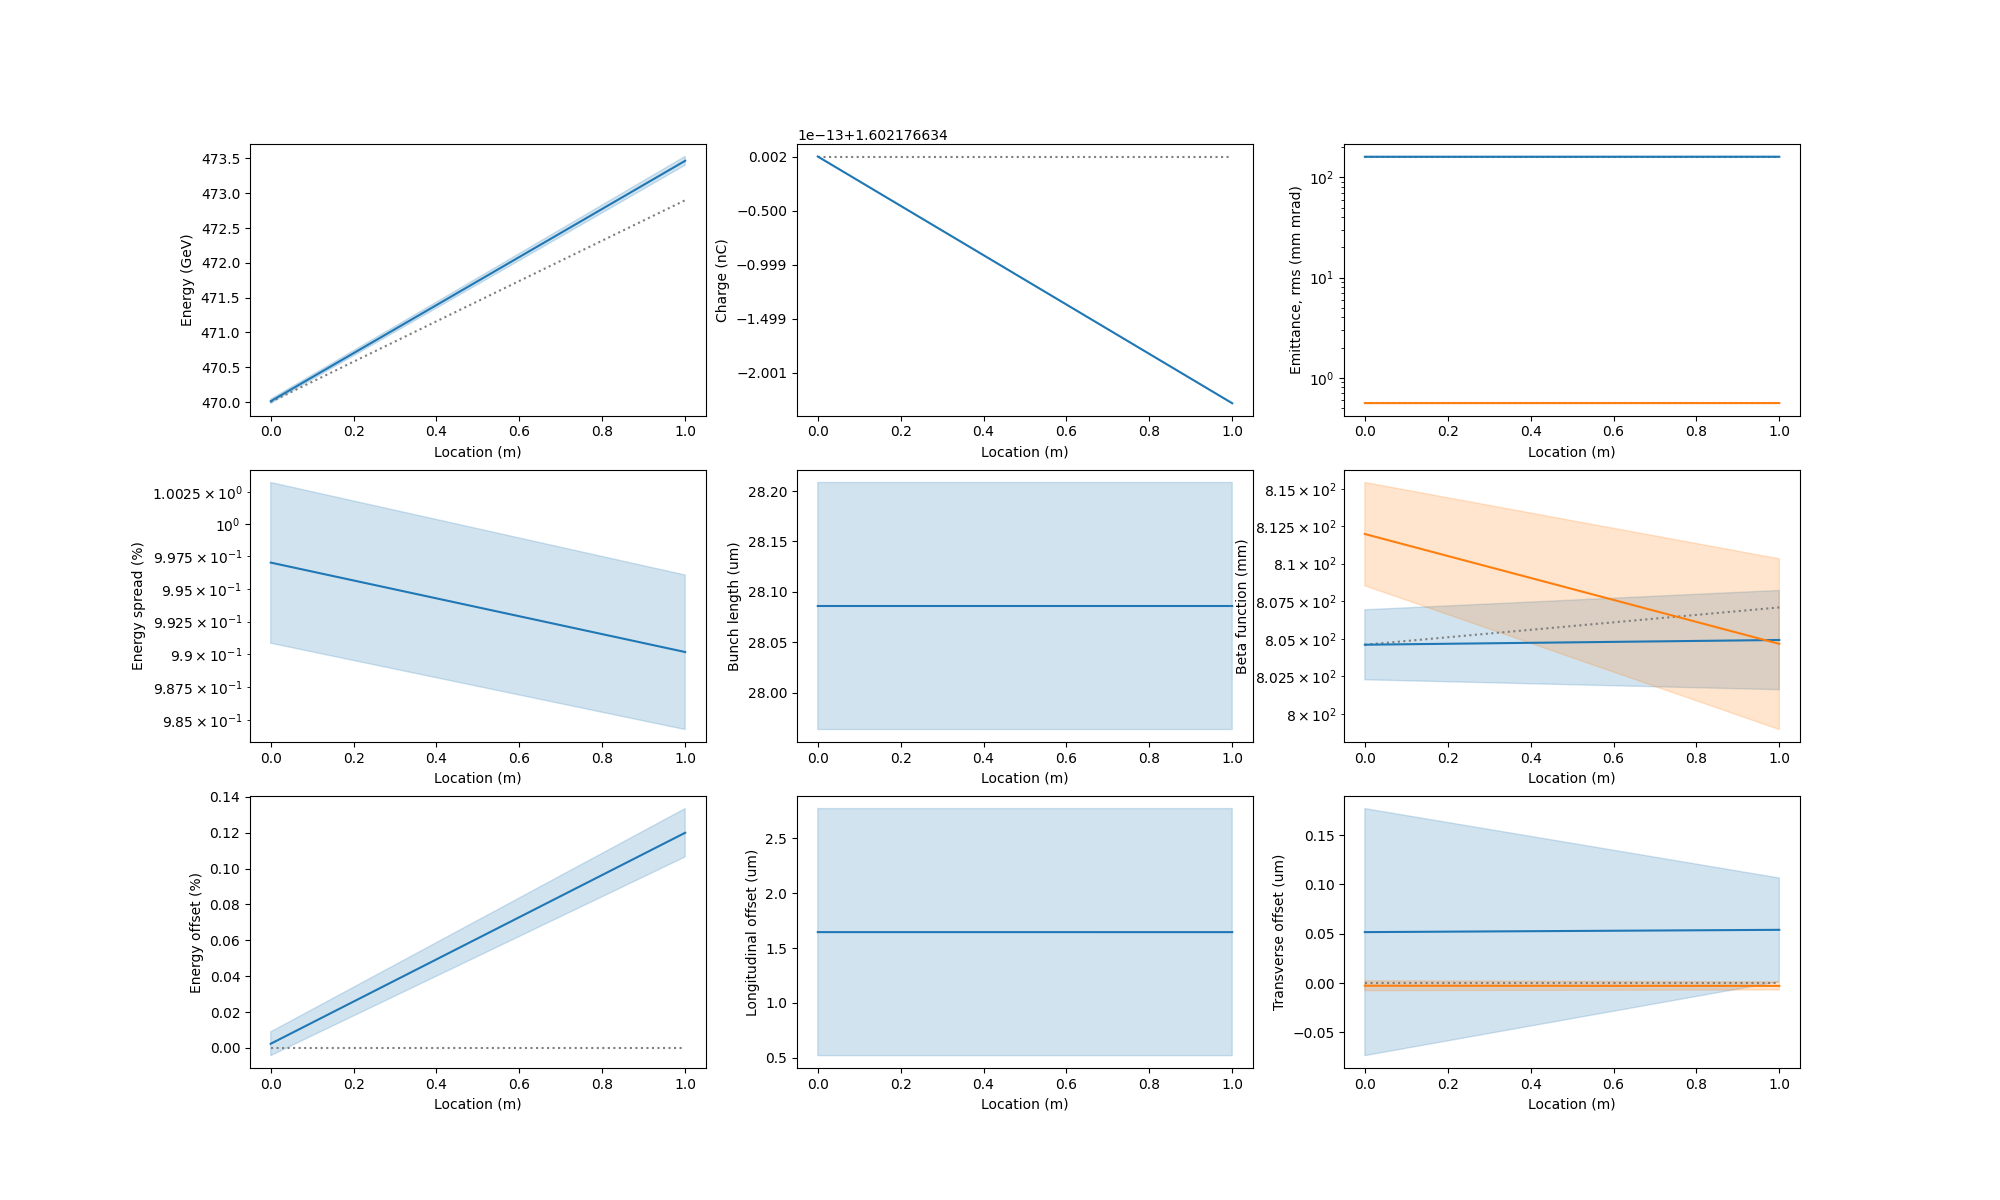 1e−13+1.602176634
473.5
473.0
472.5
472.0
471.5
471.0
470.5
470.0
Energy (GeV)
0.0 0.2 0.4 0.6 0.8 1.0
Location (m)
0.002
−0.500
−0.999
−1.499
−2.001
Charge (nC)
0.0 0.2 0.4 0.6 0.8 1.0
Location (m)
10²
10¹
10⁰
Emittance, rms (mm mrad)
0.0 0.2 0.4 0.6 0.8 1.0
Location (m)
1.0025 × 10⁰
10⁰
9.975 × 10⁻¹
9.95 × 10⁻¹
9.925 × 10⁻¹
9.9 × 10⁻¹
9.875 × 10⁻¹
9.85 × 10⁻¹
Energy spread (%)
0.0 0.2 0.4 0.6 0.8 1.0
Location (m)
28.20
28.15
28.10
28.05
28.00
Bunch length (um)
0.0 0.2 0.4 0.6 0.8 1.0
Location (m)
8.15 × 10²
8.125 × 10²
8.1 × 10²
8.075 × 10²
8.05 × 10²
8.025 × 10²
8 × 10²
Beta function (mm)
0.0 0.2 0.4 0.6 0.8 1.0
Location (m)
0.14
0.12
0.10
0.08
0.06
0.04
0.02
0.00
Energy offset (%)
0.0 0.2 0.4 0.6 0.8 1.0
Location (m)
2.5
2.0
1.5
1.0
0.5
Longitudinal offset (um)
0.0 0.2 0.4 0.6 0.8 1.0
Location (m)
0.15
0.10
0.05
0.00
−0.05
Transverse offset (um)
0.0 0.2 0.4 0.6 0.8 1.0
Location (m)